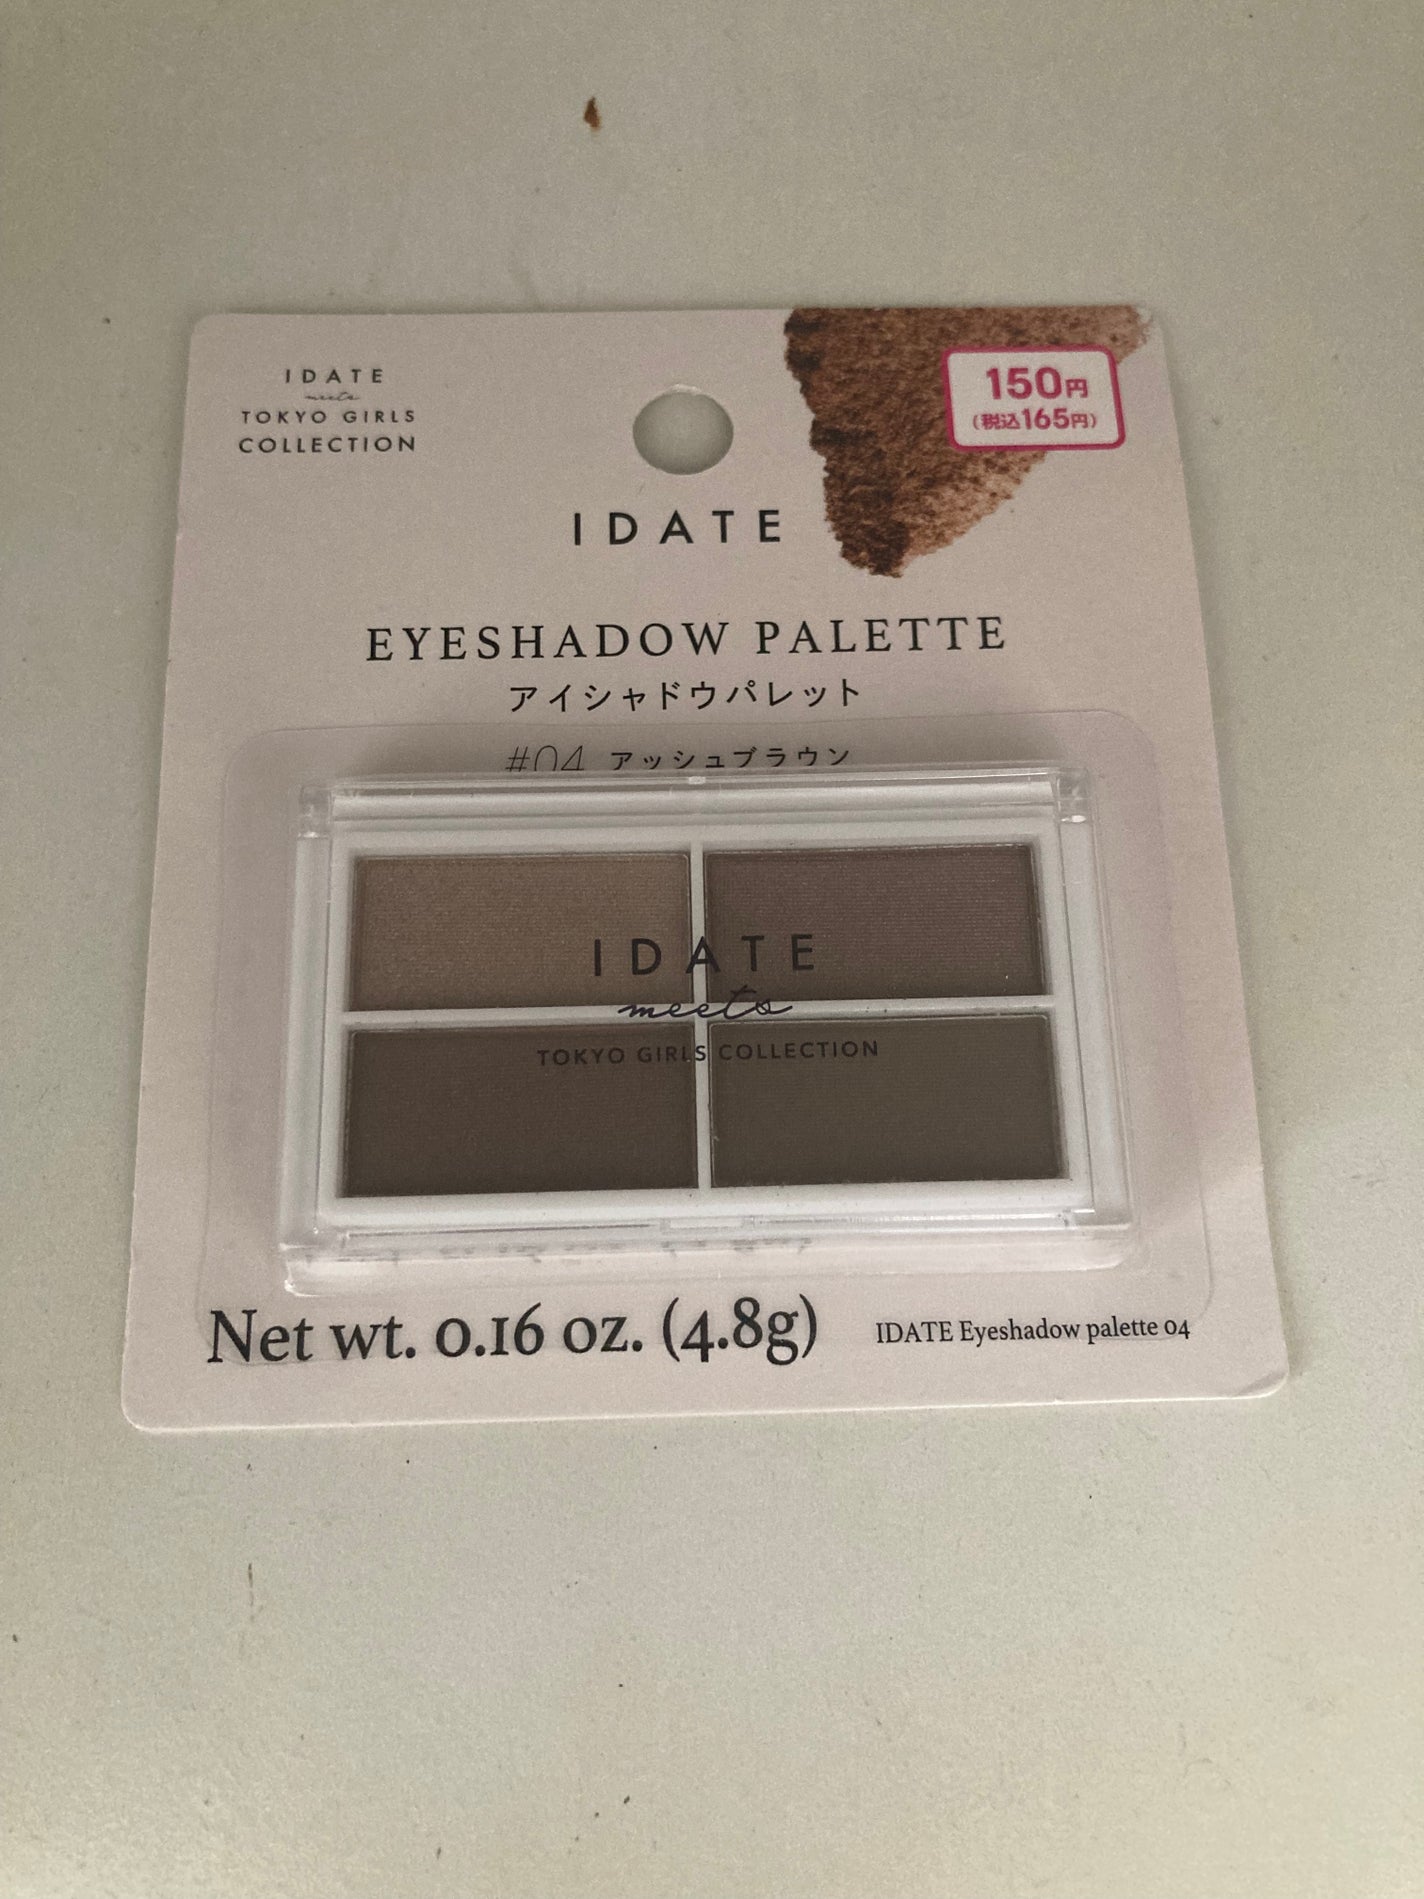 IDATE
meets
TOKYO GIRLS
COLLECTION
150円
(税込165円)
IDATE
EYESHADOW PALETTE
アイシャドウパレット
#04 アッシュブラウン
IDATE
meets
TOKYO GIRLS COLLECTION
Net wt. 0.16 oz. (4.8g)
IDATE Eyeshadow palette 04